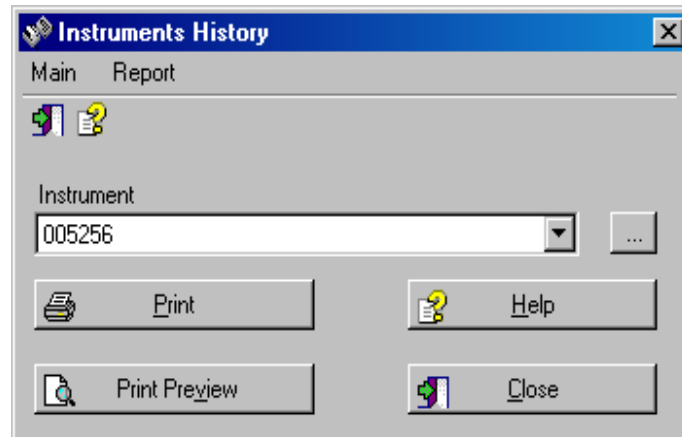 Instruments History
Main Report
Instrument
005256
...
Print Help
Print Preview Close